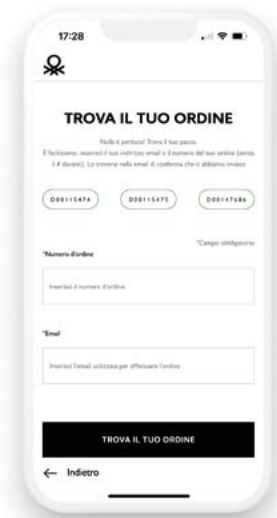 17:28
TROVA IL TUO ORDINE
Nulla è perduto! Trova il tuo pacco.
È facilissimo, inserisci il tuo indirizzo email o il numero del tuo ordine (senza
il # davanti). Lo troverai nella email di conferma che ti abbiamo inviato
D00115474 D00115475 D00117686
*Campo obbligatorio
*Numero d'ordine
Inserisci il numero d'ordine
*Email
Inserisci l'email utilizzata per effettuare l'ordine
TROVA IL TUO ORDINE
← Indietro